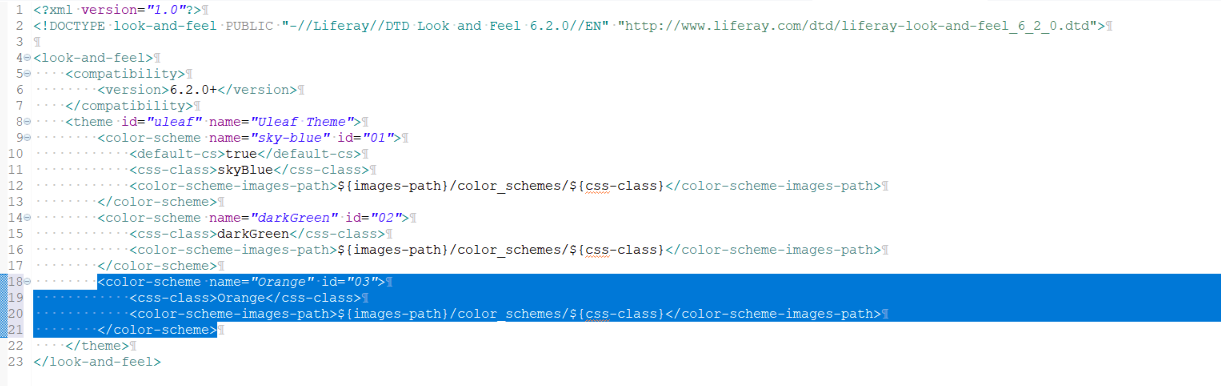 1 <?xml version="1.0"?>
2 <!DOCTYPE look-and-feel PUBLIC "-//Liferay//DTD Look and Feel 6.2.0//EN" "http://www.liferay.com/dtd/liferay-look-and-feel_6_2_0.dtd">
3
4 <look-and-feel>
5     <compatibility>
6         <version>6.2.0+</version>
7     </compatibility>
8     <theme id="uleaf" name="Uleaf Theme">
9         <color-scheme name="sky-blue" id="01">
10             <default-cs>true</default-cs>
11             <css-class>skyBlue</css-class>
12             <color-scheme-images-path>${images-path}/color_schemes/${css-class}</color-scheme-images-path>
13         </color-scheme>
14         <color-scheme name="darkGreen" id="02">
15             <css-class>darkGreen</css-class>
16             <color-scheme-images-path>${images-path}/color_schemes/${css-class}</color-scheme-images-path>
17         </color-scheme>
18         <color-scheme name="Orange" id="03">
19             <css-class>Orange</css-class>
20             <color-scheme-images-path>${images-path}/color_schemes/${css-class}</color-scheme-images-path>
21         </color-scheme>
22     </theme>
23 </look-and-feel>